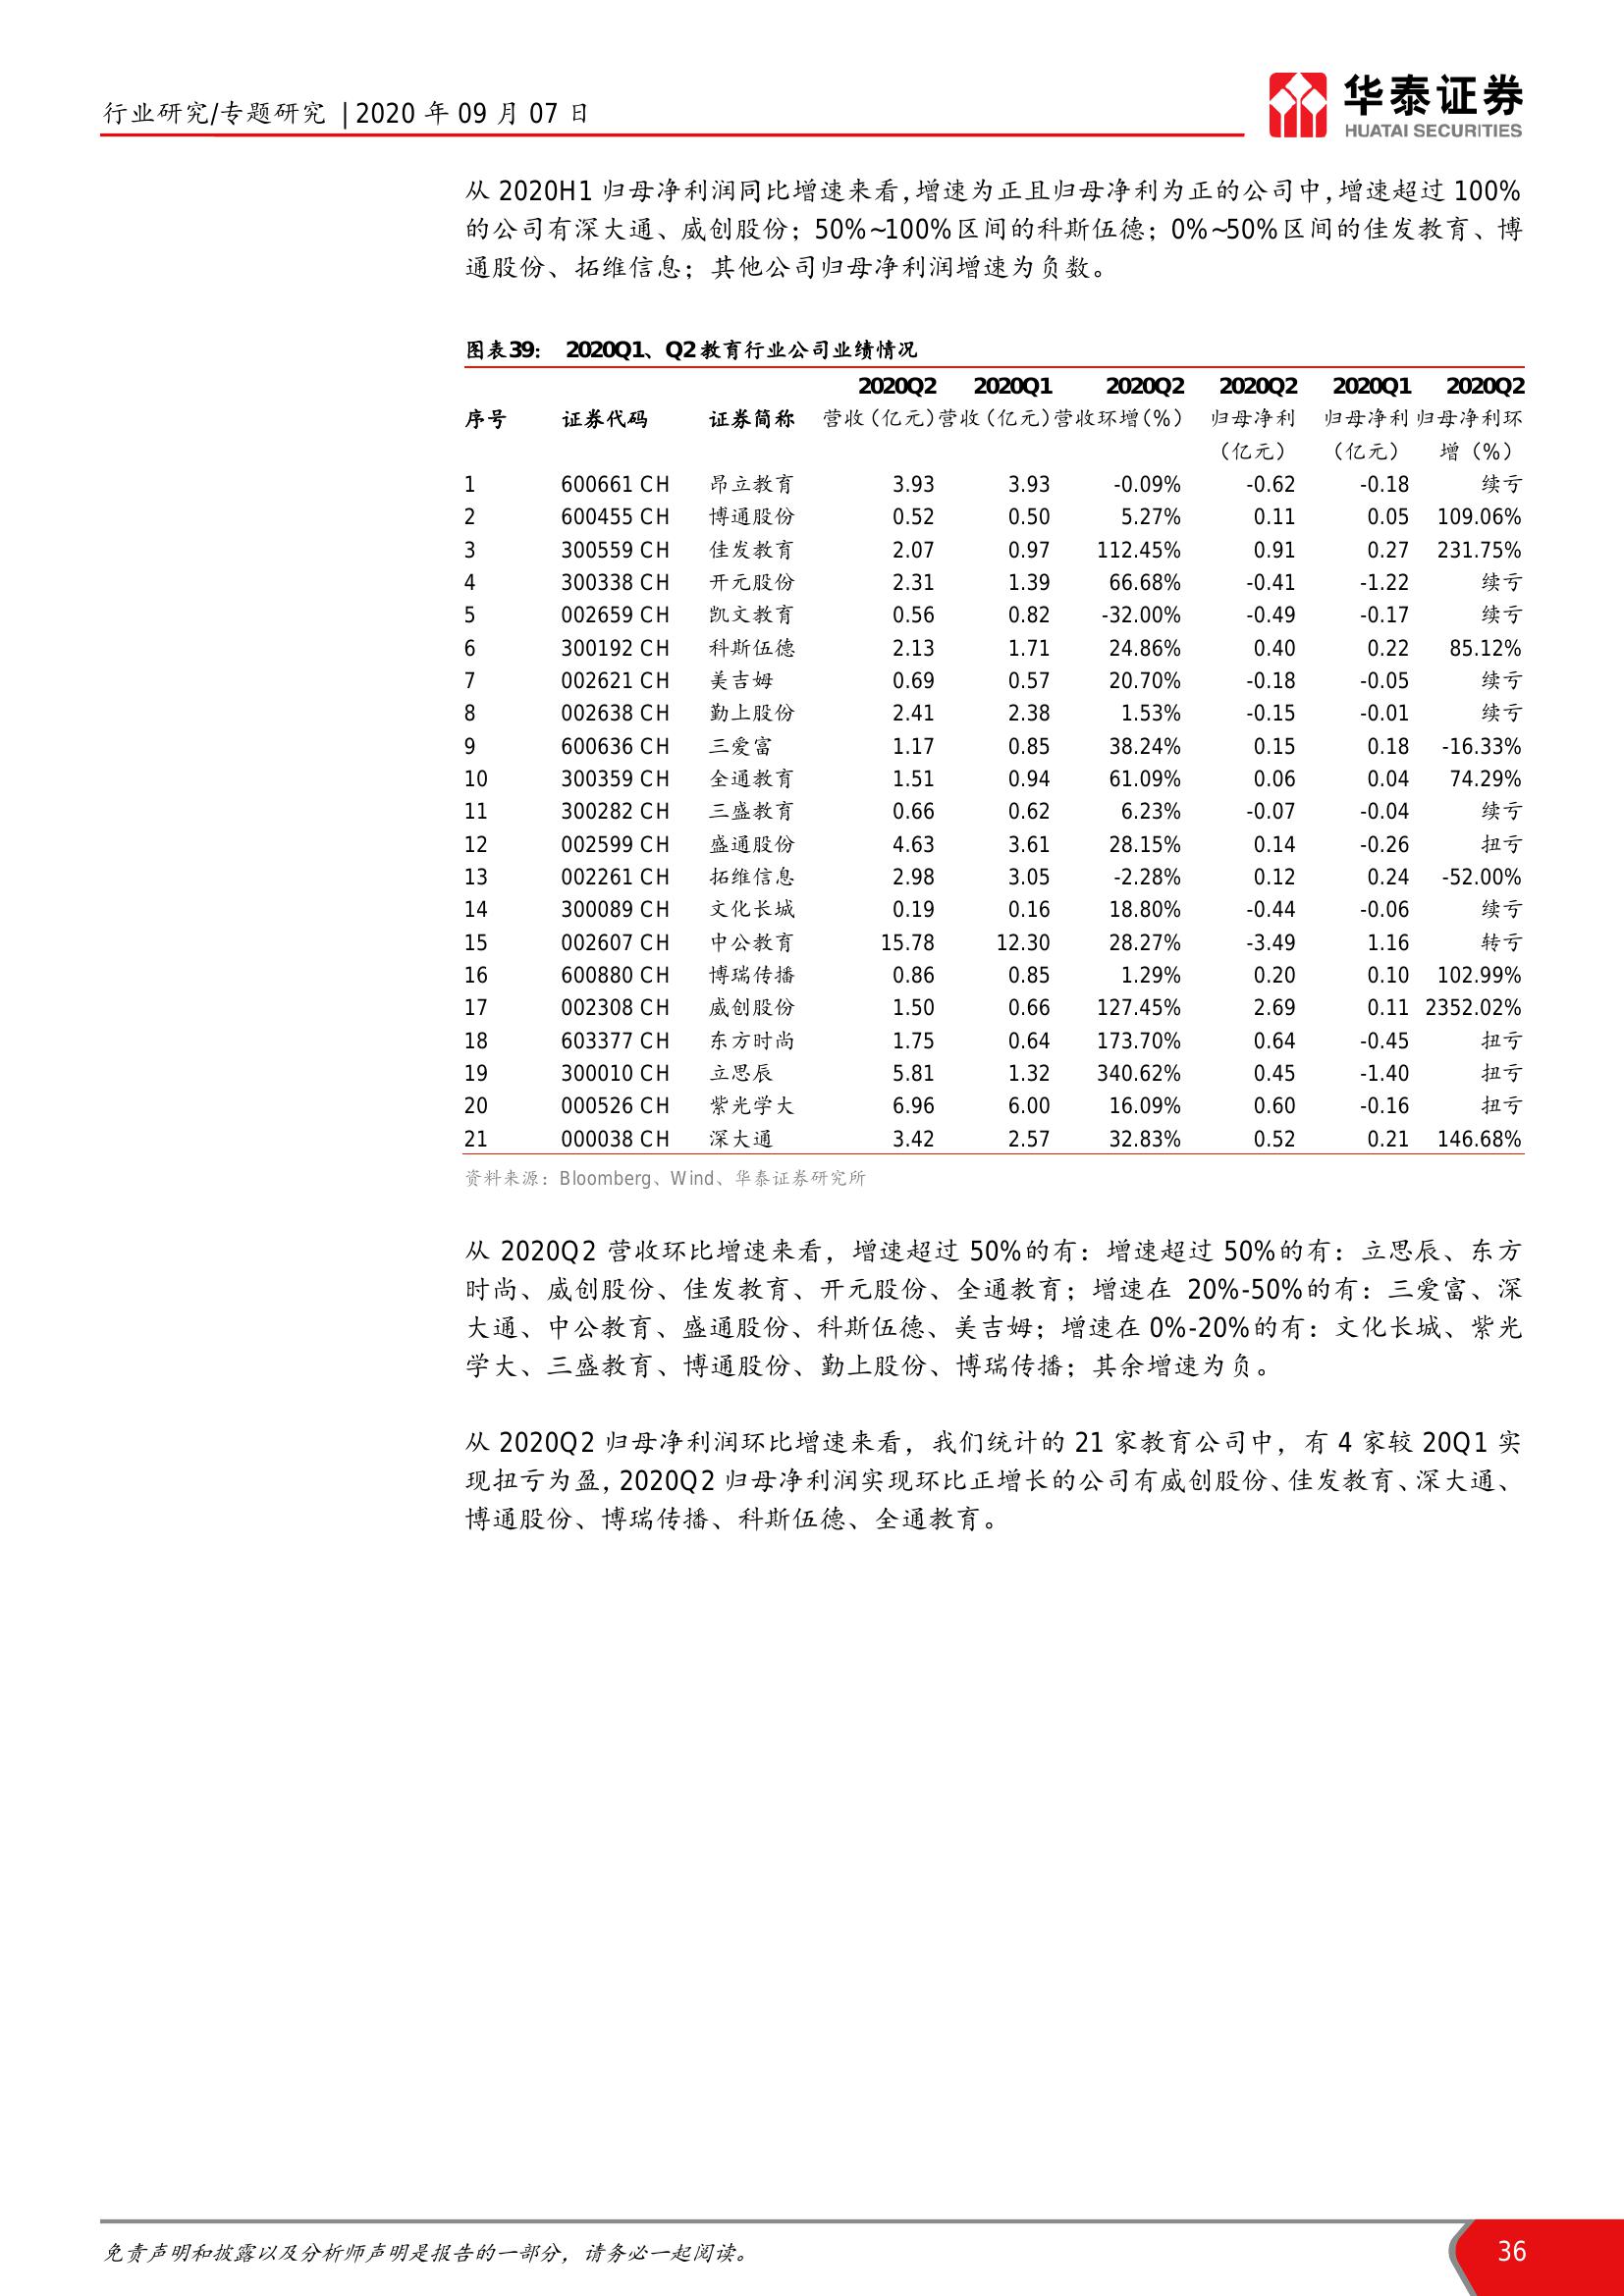 行业研究/专题研究 | 2020 年 09 月 07 日
华泰证券
HUATAI SECURITIES
从 2020H1 归母净利润同比增速来看,增速为正且归母净利为正的公司中,增速超过 100%
的公司有深大通、威创股份；50%~100%区间的科斯伍德；0%~50%区间的佳发教育、博
通股份、拓维信息；其他公司归母净利润增速为负数。
图表39： 2020Q1、Q2 教育行业公司业绩情况
2020Q2 2020Q1 2020Q2 2020Q2 2020Q1 2020Q2
序号 证券代码 证券简称 营收（亿元）营收（亿元）营收环增(%) 归母净利 归母净利 归母净利环
（亿元） （亿元） 增（%）
1 600661 CH 昂立教育 3.93 3.93 -0.09% -0.62 -0.18 续亏
2 600455 CH 博通股份 0.52 0.50 5.27% 0.11 0.05 109.06%
3 300559 CH 佳发教育 2.07 0.97 112.45% 0.91 0.27 231.75%
4 300338 CH 开元股份 2.31 1.39 66.68% -0.41 -1.22 续亏
5 002659 CH 凯文教育 0.56 0.82 -32.00% -0.49 -0.17 续亏
6 300192 CH 科斯伍德 2.13 1.71 24.86% 0.40 0.22 85.12%
7 002621 CH 美吉姆 0.69 0.57 20.70% -0.18 -0.05 续亏
8 002638 CH 勤上股份 2.41 2.38 1.53% -0.15 -0.01 续亏
9 600636 CH 三爱富 1.17 0.85 38.24% 0.15 0.18 -16.33%
10 300359 CH 全通教育 1.51 0.94 61.09% 0.06 0.04 74.29%
11 300282 CH 三盛教育 0.66 0.62 6.23% -0.07 -0.04 续亏
12 002599 CH 盛通股份 4.63 3.61 28.15% 0.14 -0.26 扭亏
13 002261 CH 拓维信息 2.98 3.05 -2.28% 0.12 0.24 -52.00%
14 300089 CH 文化长城 0.19 0.16 18.80% -0.44 -0.06 续亏
15 002607 CH 中公教育 15.78 12.30 28.27% -3.49 1.16 转亏
16 600880 CH 博瑞传播 0.86 0.85 1.29% 0.20 0.10 102.99%
17 002308 CH 威创股份 1.50 0.66 127.45% 2.69 0.11 2352.02%
18 603377 CH 东方时尚 1.75 0.64 173.70% 0.64 -0.45 扭亏
19 300010 CH 立思辰 5.81 1.32 340.62% 0.45 -1.40 扭亏
20 000526 CH 紫光学大 6.96 6.00 16.09% 0.60 -0.16 扭亏
21 000038 CH 深大通 3.42 2.57 32.83% 0.52 0.21 146.68%
资料来源：Bloomberg、Wind、华泰证券研究所
从 2020Q2 营收环比增速来看，增速超过 50%的有：增速超过 50%的有：立思辰、东方
时尚、威创股份、佳发教育、开元股份、全通教育；增速在 20%-50%的有：三爱富、深
大通、中公教育、盛通股份、科斯伍德、美吉姆；增速在 0%-20%的有：文化长城、紫光
学大、三盛教育、博通股份、勤上股份、博瑞传播；其余增速为负。
从 2020Q2 归母净利润环比增速来看，我们统计的 21 家教育公司中，有 4 家较 20Q1 实
现扭亏为盈，2020Q2 归母净利润实现环比正增长的公司有威创股份、佳发教育、深大通、
博通股份、博瑞传播、科斯伍德、全通教育。
免责声明和披露以及分析师声明是报告的一部分，请务必一起阅读。
36